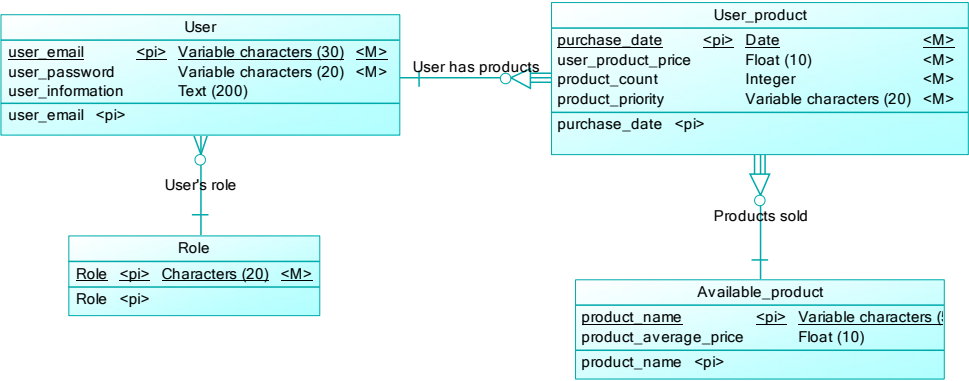 User
user_email <pi> Variable characters (30) <M>
user_password Variable characters (20) <M>
user_information Text (200)
user_email <pi>
User has products
User_product
purchase_date <pi> Date <M>
user_product_price Float (10) <M>
product_count Integer <M>
product_priority Variable characters (20) <M>
purchase_date <pi>
User's role
Products sold
Role
Role <pi> Characters (20) <M>
Role <pi>
Available_product
product_name <pi> Variable characters (
product_average_price Float (10)
product_name <pi>